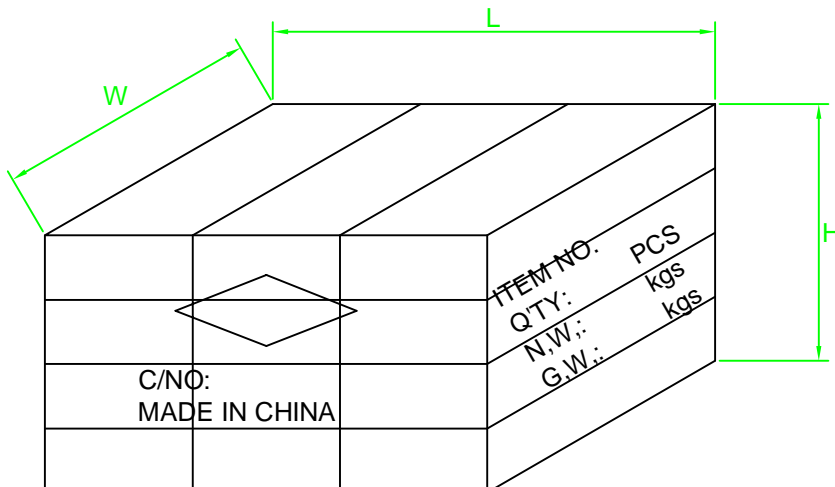 L
W
ITEM NO.
Q'TY: PCS
N,W,: kgs
G,W,: kgs
C/NO:
MADE IN CHINA